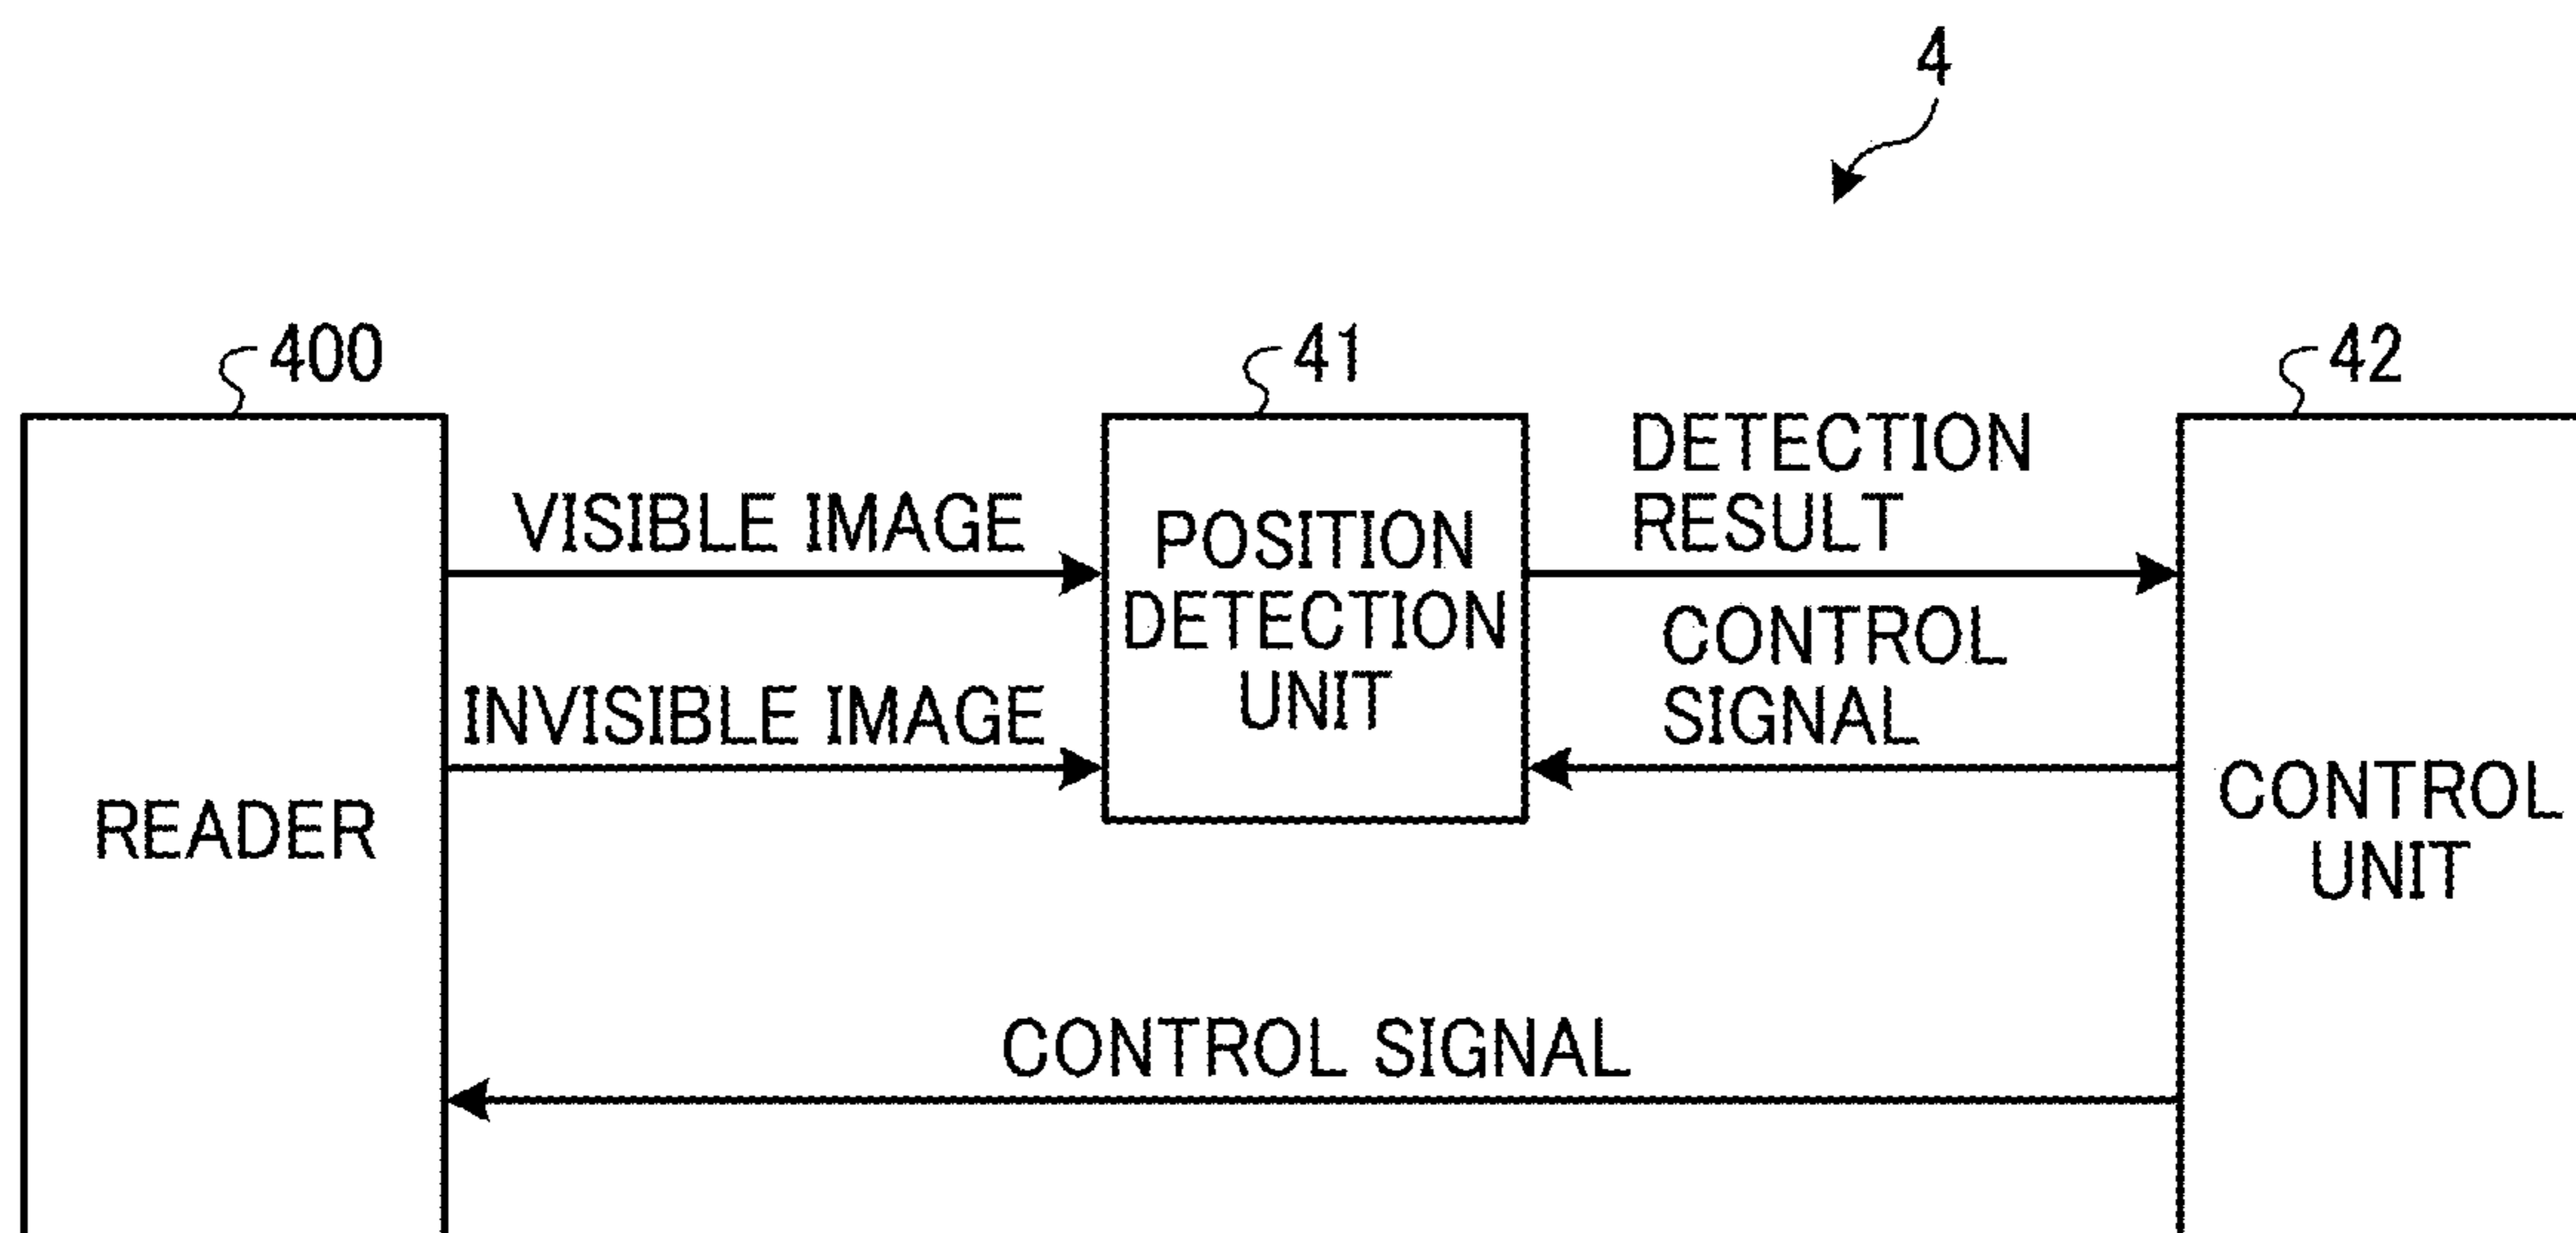 4
400
41
42
VISIBLE IMAGE
INVISIBLE IMAGE
READER
POSITION
DETECTION
UNIT
DETECTION
RESULT
CONTROL
SIGNAL
CONTROL
UNIT
CONTROL SIGNAL